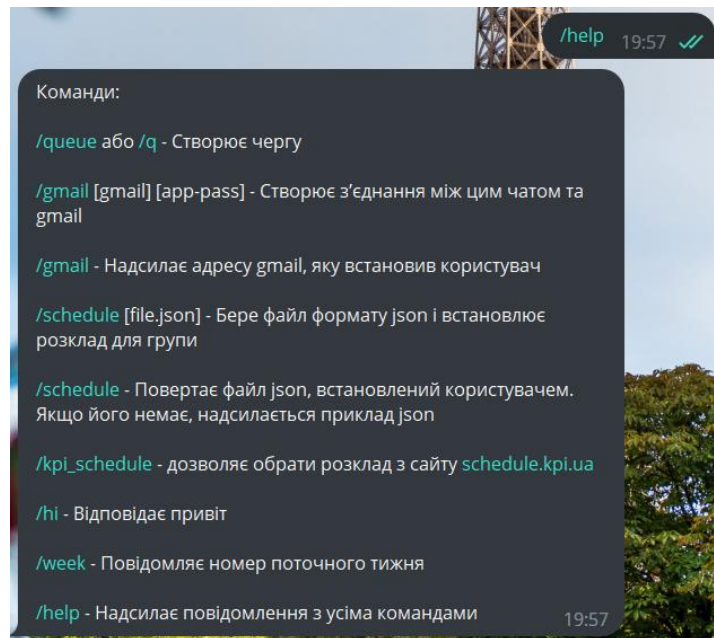 /help 19:57
Команди:
/queue або /q - Створює чергу
/gmail [gmail] [app-pass] - Створює з’єднання між цим чатом та
gmail
/gmail - Надсилає адресу gmail, яку встановив користувач
/schedule [file.json] - Бере файл формату json і встановлює
розклад для групи
/schedule - Повертає файл json, встановлений користувачем.
Якщо його немає, надсилається приклад json
/kpi_schedule - дозволяє обрати розклад з сайту schedule.kpi.ua
/hi - Відповідає привіт
/week - Повідомляє номер поточного тижня
/help - Надсилає повідомлення з усіма командами 19:57